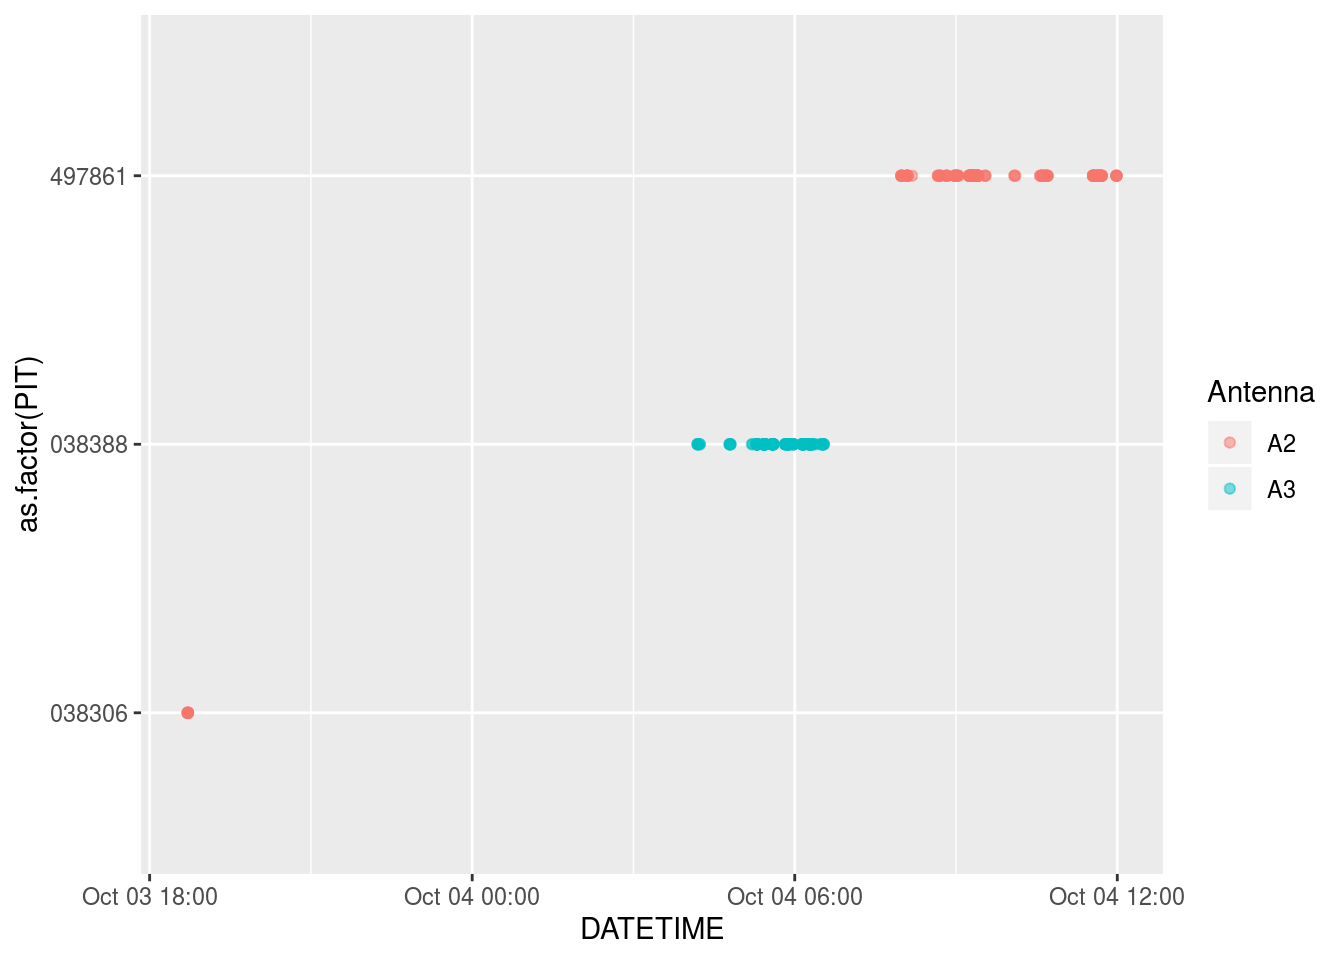 497861
038388
038306
as.factor(PIT)
Oct 03 18:00
Oct 04 00:00
Oct 04 06:00
Oct 04 12:00
DATETIME
Antenna
A2
A3